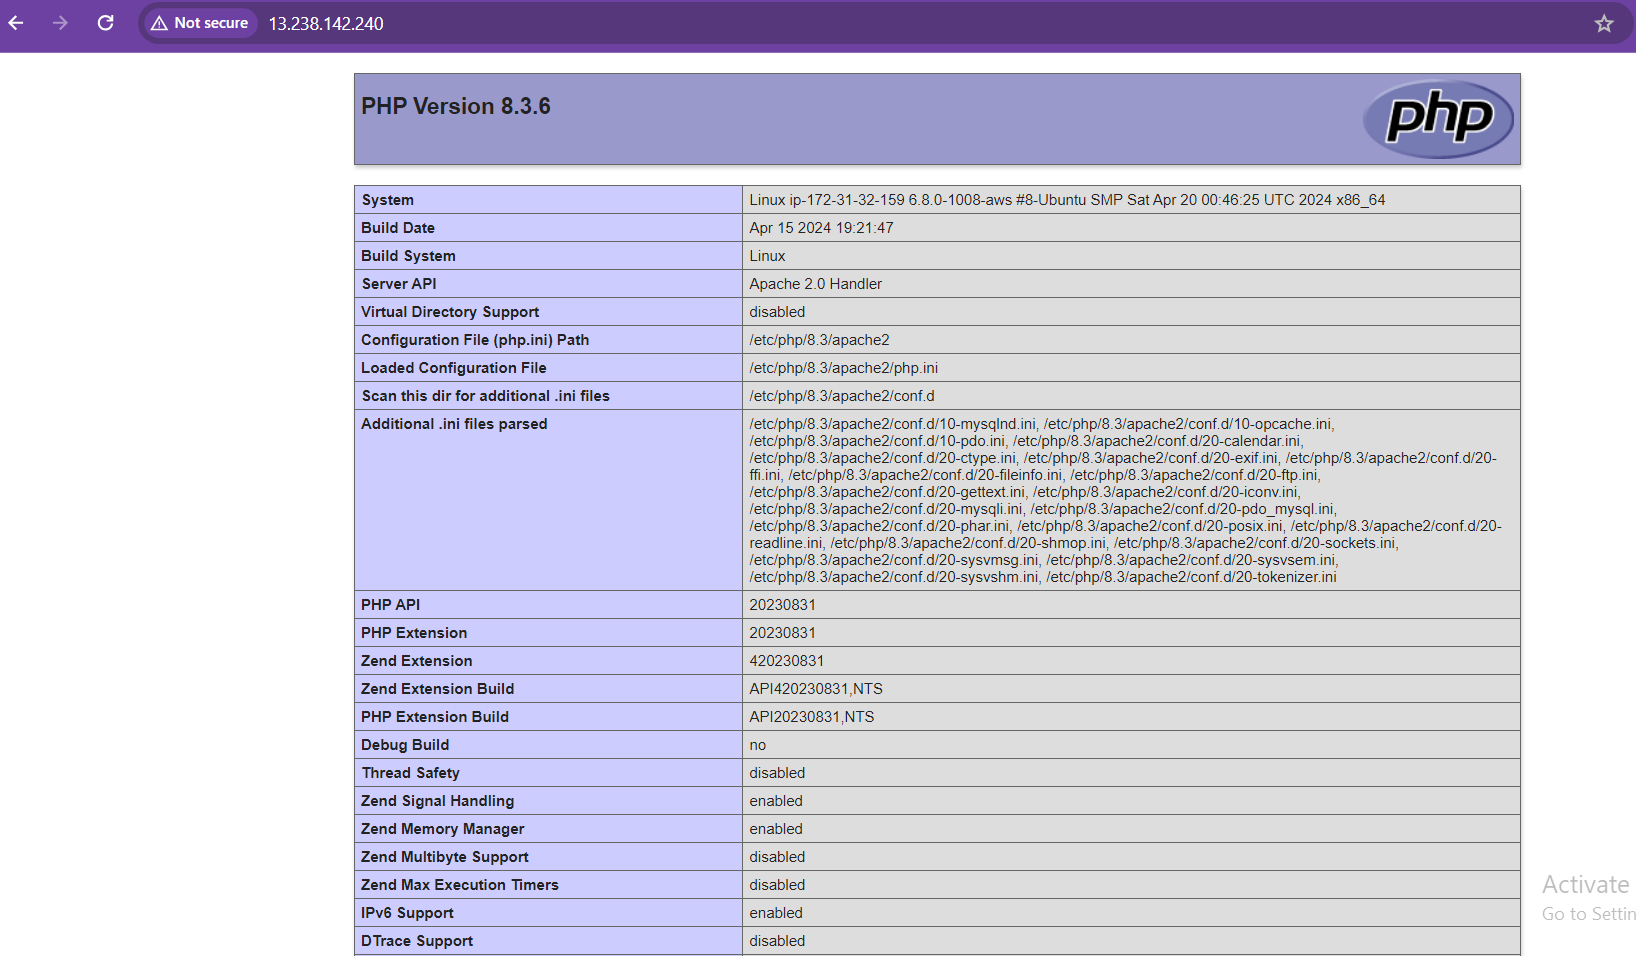 Not secure 13.238.142.240
PHP Version 8.3.6
php
System Linux ip-172-31-32-159 6.8.0-1008-aws #8-Ubuntu SMP Sat Apr 20 00:46:25 UTC 2024 x86_64
Build Date Apr 15 2024 19:21:47
Build System Linux
Server API Apache 2.0 Handler
Virtual Directory Support disabled
Configuration File (php.ini) Path /etc/php/8.3/apache2
Loaded Configuration File /etc/php/8.3/apache2/php.ini
Scan this dir for additional .ini files /etc/php/8.3/apache2/conf.d
Additional .ini files parsed /etc/php/8.3/apache2/conf.d/10-mysqlnd.ini, /etc/php/8.3/apache2/conf.d/10-opcache.ini,
/etc/php/8.3/apache2/conf.d/10-pdo.ini, /etc/php/8.3/apache2/conf.d/20-calendar.ini,
/etc/php/8.3/apache2/conf.d/20-ctype.ini, /etc/php/8.3/apache2/conf.d/20-exif.ini, /etc/php/8.3/apache2/conf.d/20-
ffi.ini, /etc/php/8.3/apache2/conf.d/20-fileinfo.ini, /etc/php/8.3/apache2/conf.d/20-ftp.ini,
/etc/php/8.3/apache2/conf.d/20-gettext.ini, /etc/php/8.3/apache2/conf.d/20-iconv.ini,
/etc/php/8.3/apache2/conf.d/20-mysqli.ini, /etc/php/8.3/apache2/conf.d/20-pdo_mysql.ini,
/etc/php/8.3/apache2/conf.d/20-phar.ini, /etc/php/8.3/apache2/conf.d/20-posix.ini, /etc/php/8.3/apache2/conf.d/20-
readline.ini, /etc/php/8.3/apache2/conf.d/20-shmop.ini, /etc/php/8.3/apache2/conf.d/20-sockets.ini,
/etc/php/8.3/apache2/conf.d/20-sysvmsg.ini, /etc/php/8.3/apache2/conf.d/20-sysvsem.ini,
/etc/php/8.3/apache2/conf.d/20-sysvshm.ini, /etc/php/8.3/apache2/conf.d/20-tokenizer.ini
PHP API 20230831
PHP Extension 20230831
Zend Extension 420230831
Zend Extension Build API420230831,NTS
PHP Extension Build API20230831,NTS
Debug Build no
Thread Safety disabled
Zend Signal Handling enabled
Zend Memory Manager enabled
Zend Multibyte Support disabled
Zend Max Execution Timers disabled
IPv6 Support enabled
DTrace Support disabled
Activate
Go to Settin